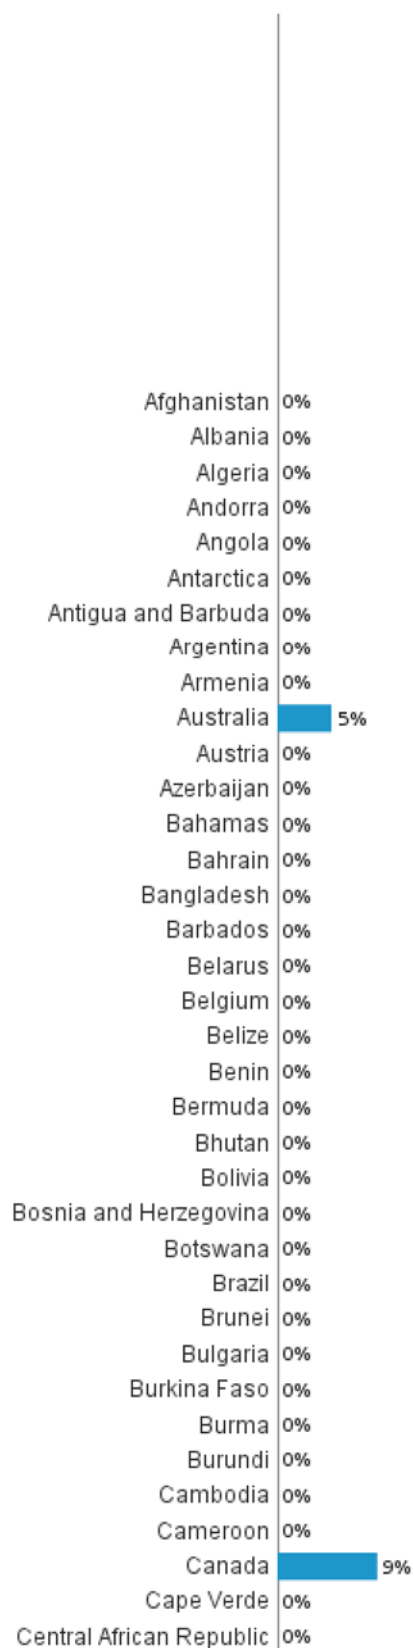 Afghanistan 0%
Albania 0%
Algeria 0%
Andorra 0%
Angola 0%
Antarctica 0%
Antigua and Barbuda 0%
Argentina 0%
Armenia 0%
Australia 5%
Austria 0%
Azerbaijan 0%
Bahamas 0%
Bahrain 0%
Bangladesh 0%
Barbados 0%
Belarus 0%
Belgium 0%
Belize 0%
Benin 0%
Bermuda 0%
Bhutan 0%
Bolivia 0%
Bosnia and Herzegovina 0%
Botswana 0%
Brazil 0%
Brunei 0%
Bulgaria 0%
Burkina Faso 0%
Burma 0%
Burundi 0%
Cambodia 0%
Cameroon 0%
Canada 9%
Cape Verde 0%
Central African Republic 0%